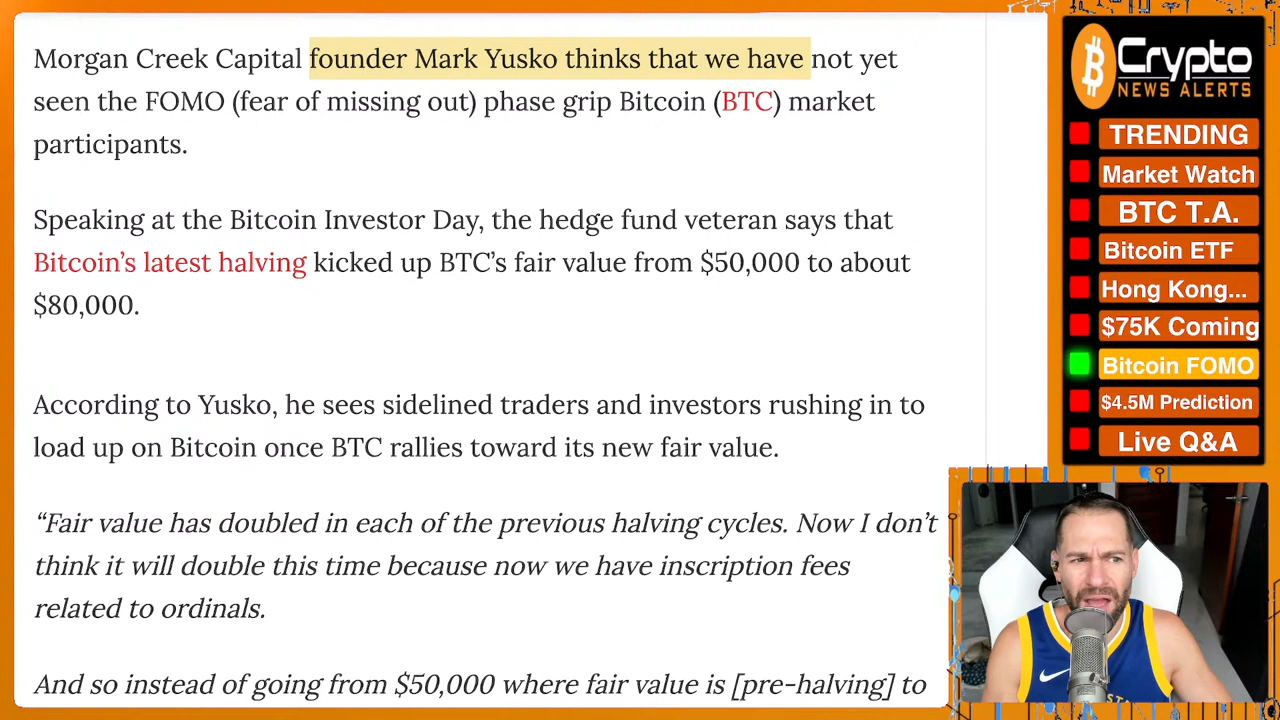 Morgan Creek Capital founder Mark Yusko thinks that we have not yet
seen the FOMO (fear of missing out) phase grip Bitcoin (BTC) market
participants.
Speaking at the Bitcoin Investor Day, the hedge fund veteran says that
Bitcoin’s latest halving kicked up BTC’s fair value from $50,000 to about
$80,000.
According to Yusko, he sees sidelined traders and investors rushing in to
load up on Bitcoin once BTC rallies toward its new fair value.
“Fair value has doubled in each of the previous halving cycles. Now I don’t
think it will double this time because now we have inscription fees
related to ordinals.
And so instead of going from $50,000 where fair value is [pre-halving] to
Crypto
NEWS ALERTS
TRENDING
Market Watch
BTC T.A.
Bitcoin ETF
Hong Kong...
$75K Coming
Bitcoin FOMO
$4.5M Prediction
Live Q&A